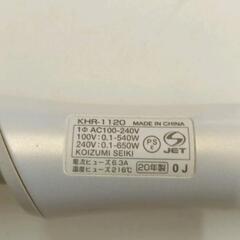 KHR-1120 MADE IN CHINA
1Φ AC100-240V
100V:0.1-540W
240V:0.1-650W
KOIZUMI SEIKI
PS E
S JET
電流ヒューズ6.3A
温度ヒューズ216℃
20年製 0J